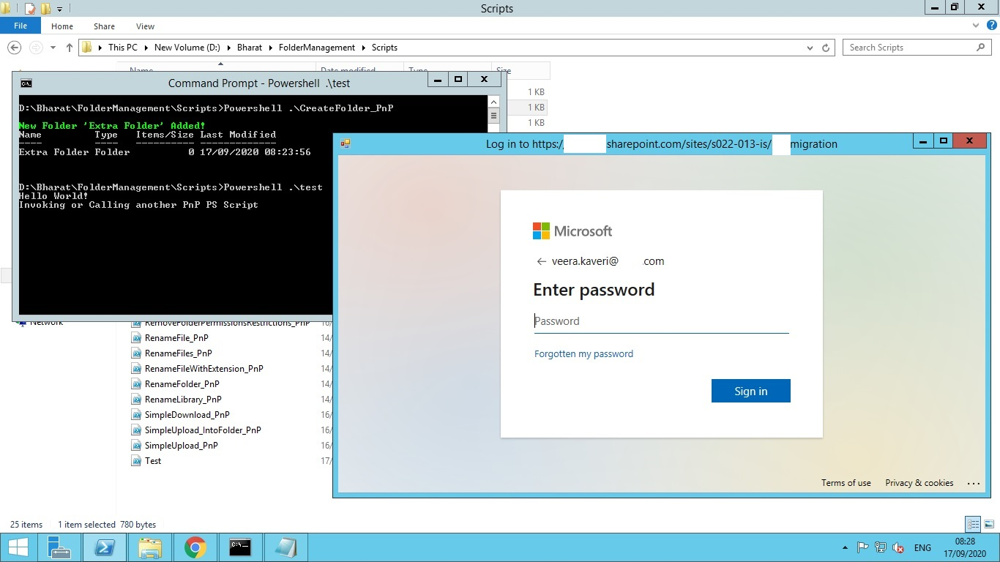 Scripts
File Home Share View
This PC New Volume (D:) Bharat FolderManagement Scripts
Search Scripts
Name Date modified Type Size
1 KB
1 KB
1 KB
Command Prompt - Powershell .\test
D:\Bharat\FolderManagement\Scripts>Powershell .\CreateFolder_PnP
New Folder 'Extra Folder' Added!
Name Type Items/Size Last Modified
---- ---- ---------- -------------
Extra Folder Folder 0 17/09/2020 08:23:56
D:\Bharat\FolderManagement\Scripts>Powershell .\test
Hello World!
Invoking or Calling another PnP PS Script
Log in to https:/ sharepoint.com/sites/s022-013-is/ migration
Microsoft
← veera.kaveri@ .com
Enter password
Password
Forgotten my password
Sign in
Terms of use Privacy & cookies ...
Network
RemoveFolderPermissionsRestrictions_PnP
RenameFile_PnP 14/
RenameFiles_PnP 14/
RenameFileWithExtension_PnP 14/
RenameFolder_PnP 14/
RenameLibrary_PnP 14/
SimpleDownload_PnP 16/
SimpleUpload_IntoFolder_PnP 16/
SimpleUpload_PnP 16/
Test 17/
25 items 1 item selected 780 bytes
C:\_
ENG
08:28
17/09/2020